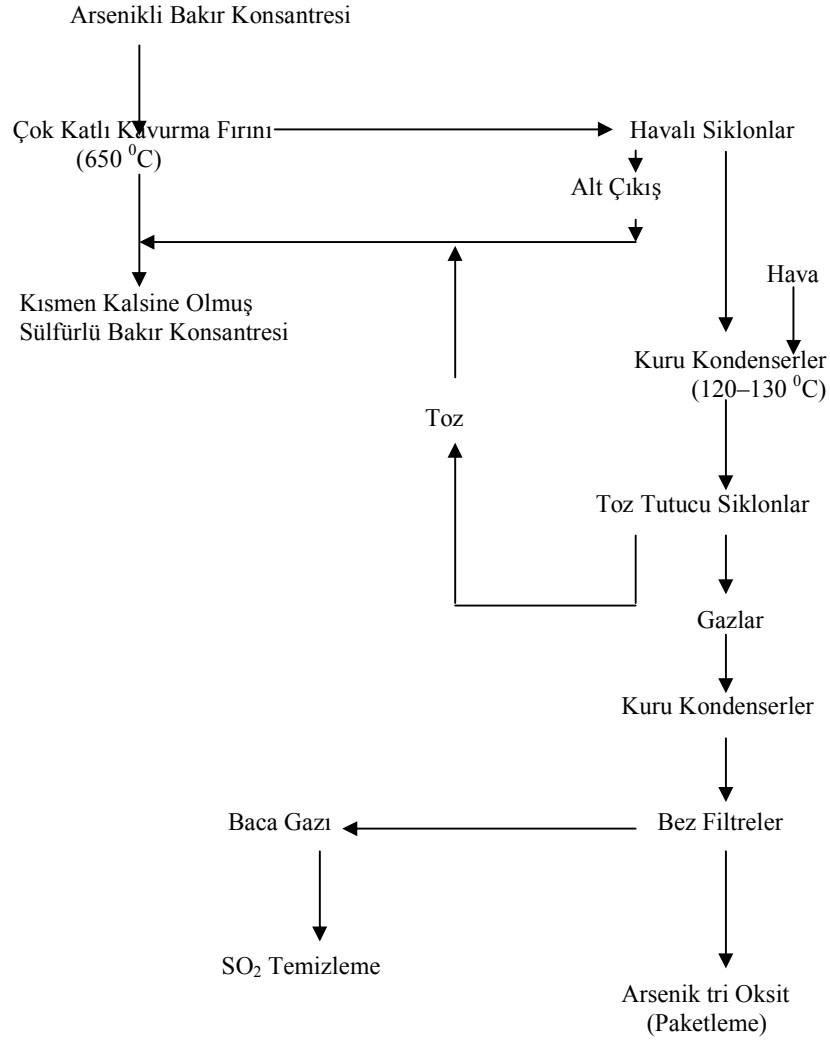 Arsenikli Bakır Konsantresi
Çok Katlı Kavurma Fırını
(650 ⁰C)
Havalı Siklonlar
Alt Çıkış
Kısmen Kalsine Olmuş
Sülfürlü Bakır Konsantresi
Hava
Kuru Kondenserler
(120–130 ⁰C)
Toz
Toz Tutucu Siklonlar
Gazlar
Kuru Kondenserler
Baca Gazı
Bez Filtreler
SO₂ Temizleme
Arsenik tri Oksit
(Paketleme)